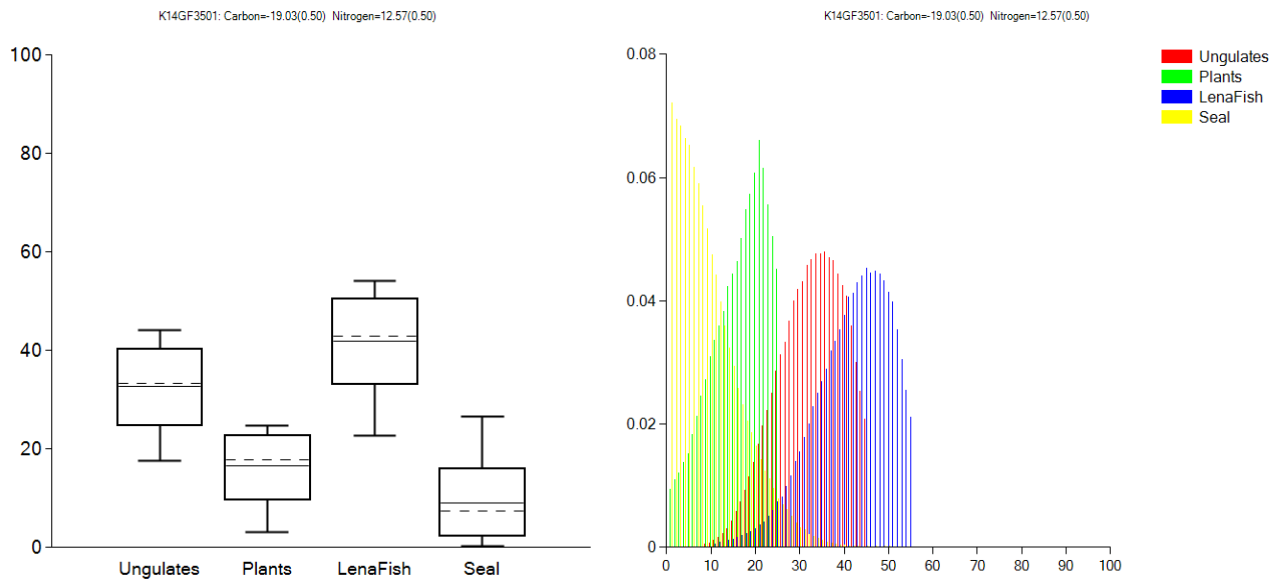 K14GF3501: Carbon=-19.03(0.50) Nitrogen=12.57(0.50)
100
80
60
40
20
0
Ungulates Plants LenaFish Seal
K14GF3501: Carbon=-19.03(0.50) Nitrogen=12.57(0.50)
0.08
0.06
0.04
0.02
0
0 10 20 30 40 50 60 70 80 90 100
Ungulates
Plants
LenaFish
Seal